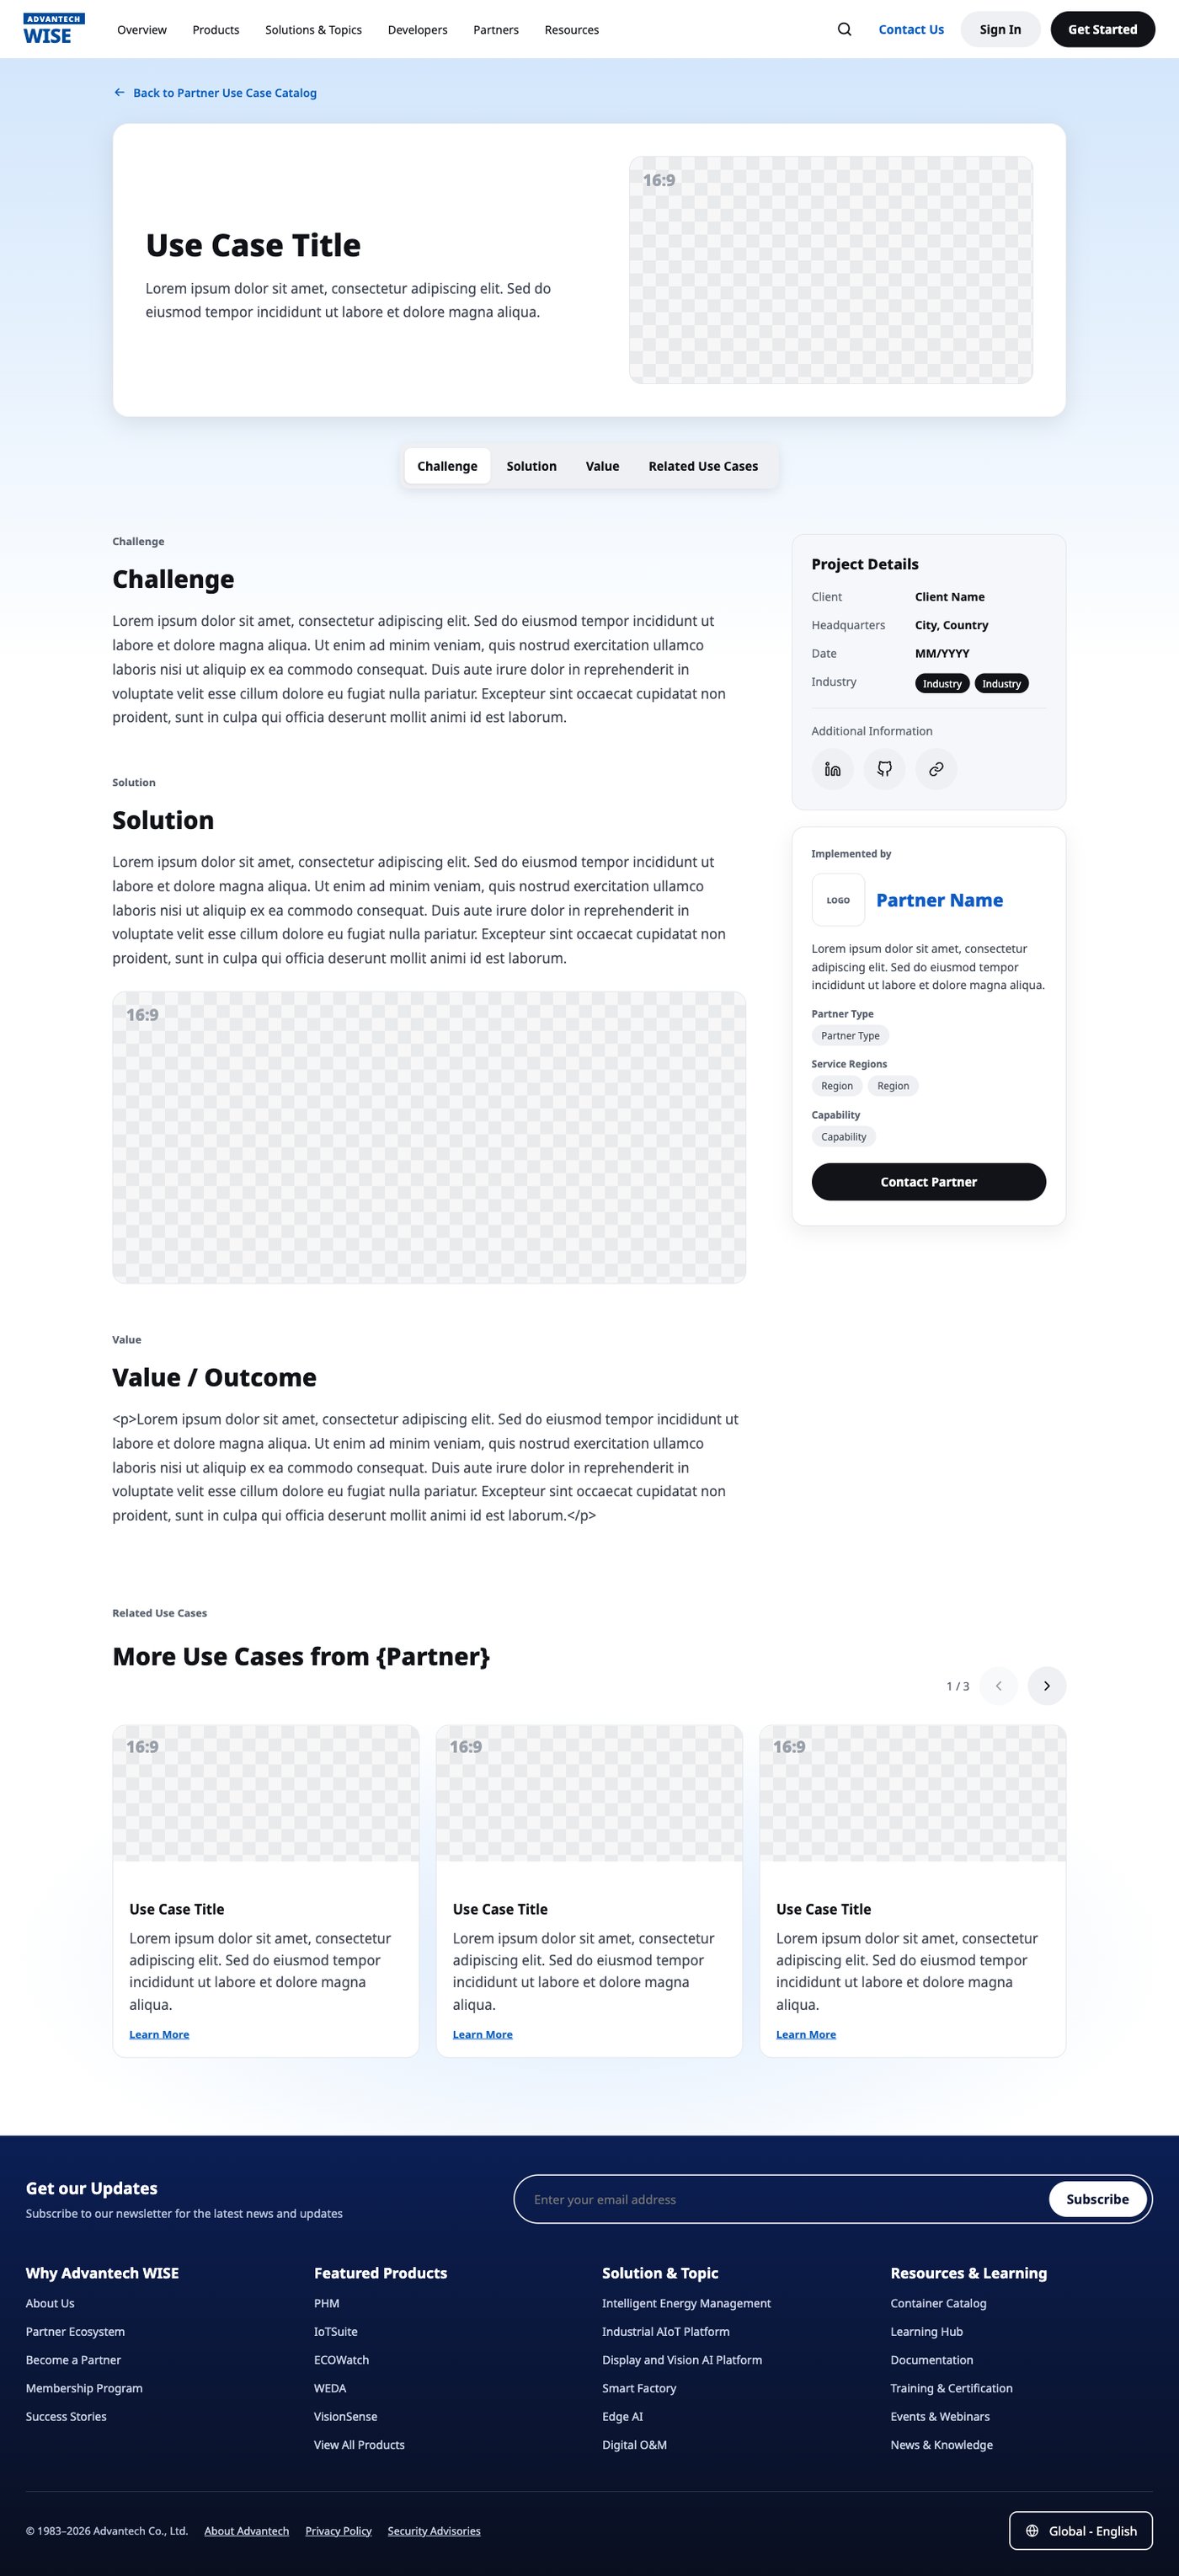 ADVANTECH
WISE
Overview
Products
Solutions & Topics
Developers
Partners
Resources
Contact Us
Sign In
Get Started
Back to Partner Use Case Catalog
Use Case Title
Lorem ipsum dolor sit amet, consectetur adipiscing elit. Sed do
eiusmod tempor incididunt ut labore et dolore magna aliqua.
16:9
Challenge
Solution
Value
Related Use Cases
Challenge
Challenge
Lorem ipsum dolor sit amet, consectetur adipiscing elit. Sed do eiusmod tempor incididunt ut
labore et dolore magna aliqua. Ut enim ad minim veniam, quis nostrud exercitation ullamco
laboris nisi ut aliquip ex ea commodo consequat. Duis aute irure dolor in reprehenderit in
voluptate velit esse cillum dolore eu fugiat nulla pariatur. Excepteur sint occaecat cupidatat non
proident, sunt in culpa qui officia deserunt mollit animi id est laborum.
Solution
Solution
Lorem ipsum dolor sit amet, consectetur adipiscing elit. Sed do eiusmod tempor incididunt ut
labore et dolore magna aliqua. Ut enim ad minim veniam, quis nostrud exercitation ullamco
laboris nisi ut aliquip ex ea commodo consequat. Duis aute irure dolor in reprehenderit in
voluptate velit esse cillum dolore eu fugiat nulla pariatur. Excepteur sint occaecat cupidatat non
proident, sunt in culpa qui officia deserunt mollit animi id est laborum.
16:9
Value
Value / Outcome
<p>Lorem ipsum dolor sit amet, consectetur adipiscing elit. Sed do eiusmod tempor incididunt ut
labore et dolore magna aliqua. Ut enim ad minim veniam, quis nostrud exercitation ullamco
laboris nisi ut aliquip ex ea commodo consequat. Duis aute irure dolor in reprehenderit in
voluptate velit esse cillum dolore eu fugiat nulla pariatur. Excepteur sint occaecat cupidatat non
proident, sunt in culpa qui officia deserunt mollit animi id est laborum.</p>
Project Details
Client Client Name
Headquarters City, Country
Date MM/YYYY
Industry Industry Industry
Additional Information
Implemented by
LOGO
Partner Name
Lorem ipsum dolor sit amet, consectetur
adipiscing elit. Sed do eiusmod tempor
incididunt ut labore et dolore magna aliqua.
Partner Type
Partner Type
Service Regions
Region Region
Capability
Capability
Contact Partner
Related Use Cases
More Use Cases from {Partner}
1 / 3
16:9
Use Case Title
Lorem ipsum dolor sit amet, consectetur
adipiscing elit. Sed do eiusmod tempor
incididunt ut labore et dolore magna
aliqua.
Learn More
16:9
Use Case Title
Lorem ipsum dolor sit amet, consectetur
adipiscing elit. Sed do eiusmod tempor
incididunt ut labore et dolore magna
aliqua.
Learn More
16:9
Use Case Title
Lorem ipsum dolor sit amet, consectetur
adipiscing elit. Sed do eiusmod tempor
incididunt ut labore et dolore magna
aliqua.
Learn More
Get our Updates
Subscribe to our newsletter for the latest news and updates
Enter your email address
Subscribe
Why Advantech WISE
About Us
Partner Ecosystem
Become a Partner
Membership Program
Success Stories
Featured Products
PHM
IoTSuite
ECOWatch
WEDA
VisionSense
View All Products
Solution & Topic
Intelligent Energy Management
Industrial AIoT Platform
Display and Vision AI Platform
Smart Factory
Edge AI
Digital O&M
Resources & Learning
Container Catalog
Learning Hub
Documentation
Training & Certification
Events & Webinars
News & Knowledge
© 1983–2026 Advantech Co., Ltd.
About Advantech
Privacy Policy
Security Advisories
Global - English